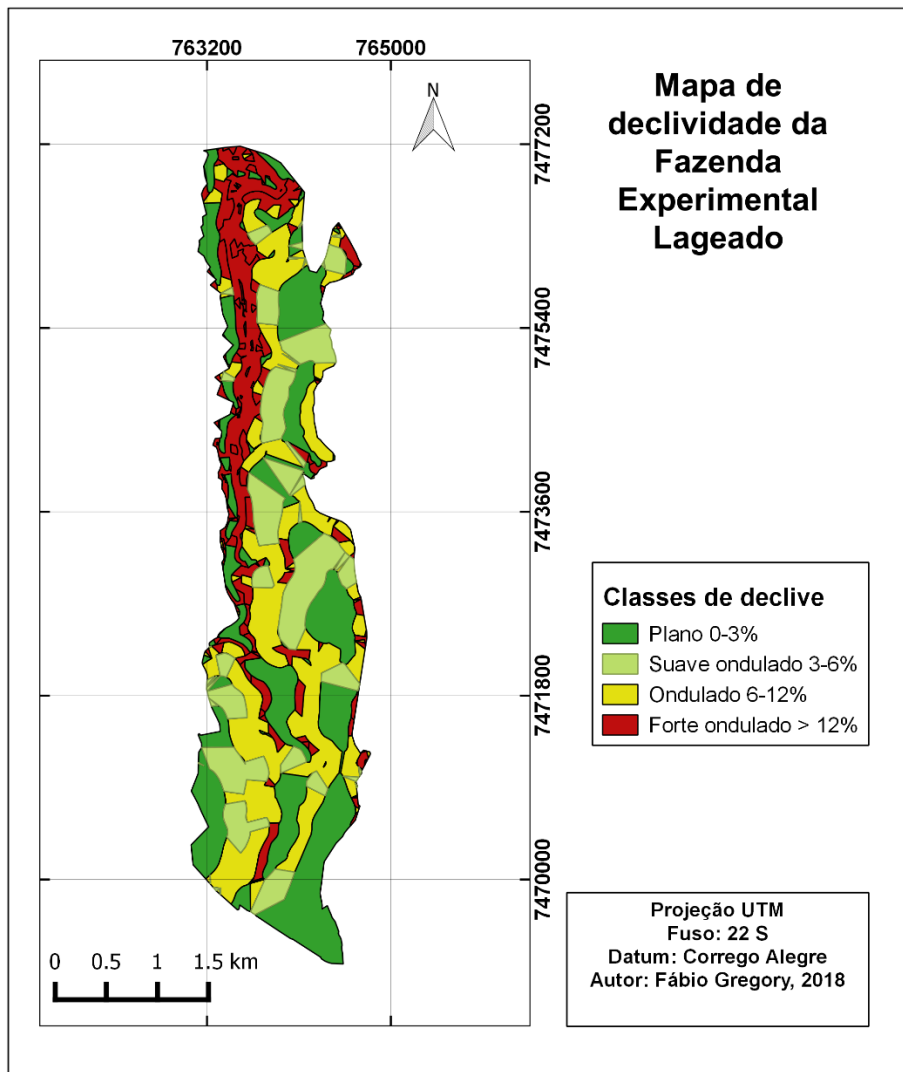 763200
765000
N
Mapa de
declividade da
Fazenda
Experimental
Lageado
7477200
7475400
7473600
7471800
7470000
Classes de declive
Plano 0-3%
Suave ondulado 3-6%
Ondulado 6-12%
Forte ondulado > 12%
Projeção UTM
Fuso: 22 S
Datum: Corrego Alegre
Autor: Fábio Gregory, 2018
0 0.5 1 1.5 km